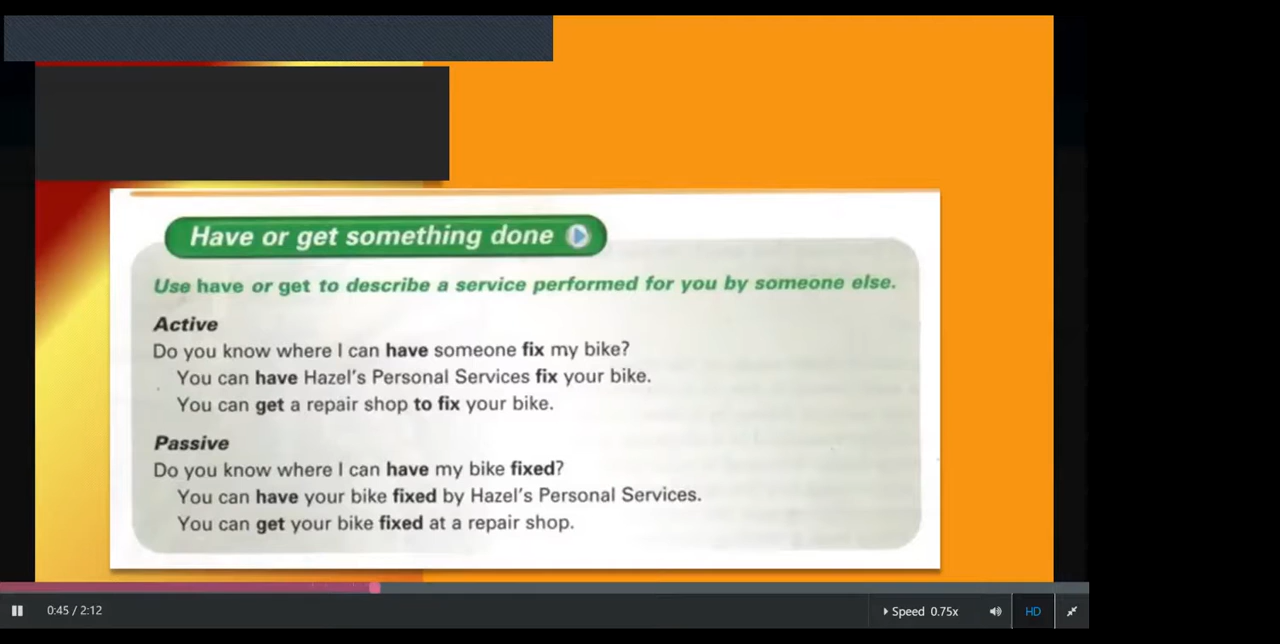 Have or get something done
Use have or get to describe a service performed for you by someone else.
Active
Do you know where I can have someone fix my bike?
You can have Hazel's Personal Services fix your bike.
You can get a repair shop to fix your bike.
Passive
Do you know where I can have my bike fixed?
You can have your bike fixed by Hazel's Personal Services.
You can get your bike fixed at a repair shop.
0:45 / 2:12 Speed 0.75x HD